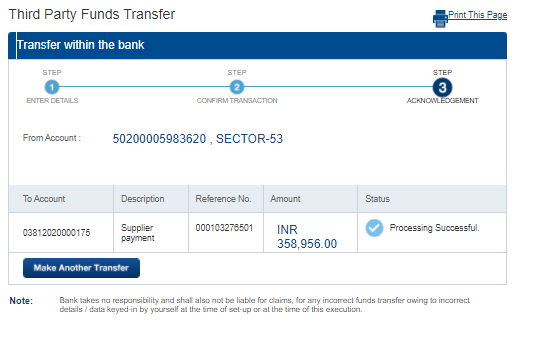 Third Party Funds Transfer
Print This Page
Transfer within the bank
STEP STEP STEP
1 2 3
ENTER DETAILS CONFIRM TRANSACTION ACKNOWLEDGEMENT
From Account : 50200005983620 , SECTOR-53
To Account Description Reference No. Amount Status
03812020000175 Supplier payment 000103276501 INR 358,956.00 Processing Successful.
Make Another Transfer
Note: Bank takes no responsibility and shall also not be liable for claims, for any incorrect funds transfer owing to incorrect
details / data keyed-in by yourself at the time of set-up or at the time of this execution.